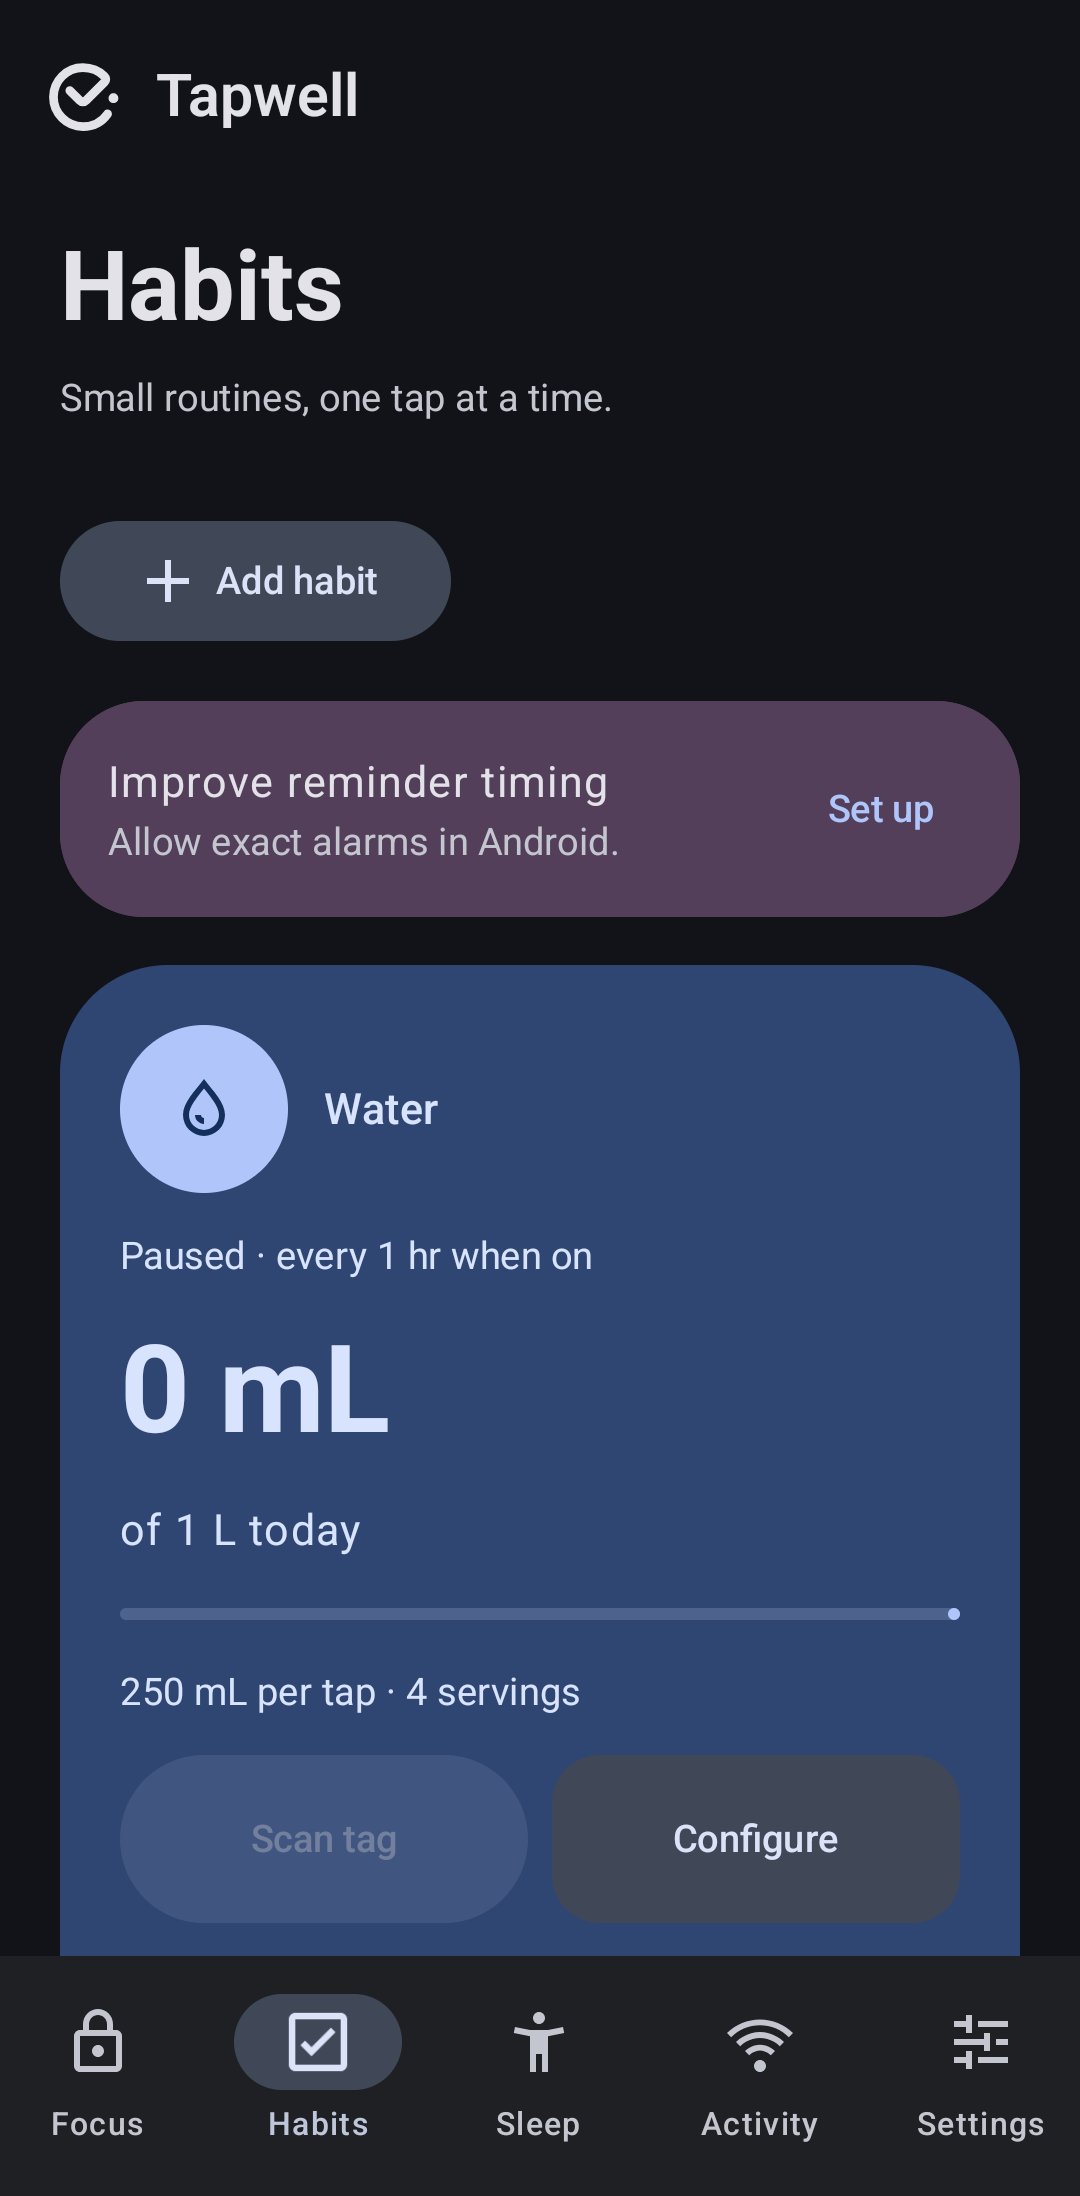 Tapwell
Habits
Small routines, one tap at a time.
Add habit
Improve reminder timing
Allow exact alarms in Android.
Set up
Water
Paused · every 1 hr when on
0 mL
of 1 L today
250 mL per tap · 4 servings
Scan tag
Configure
Focus
Habits
Sleep
Activity
Settings